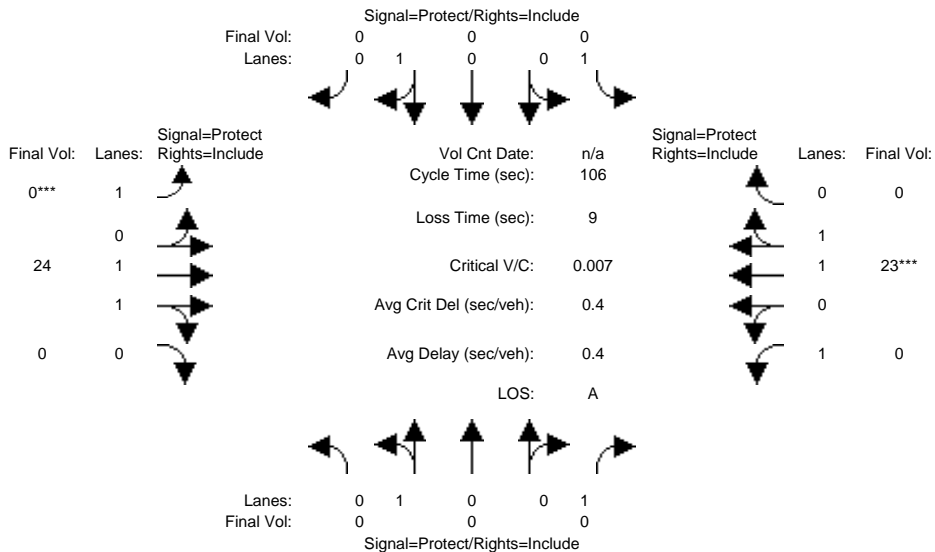 Signal=Protect/Rights=Include
Final Vol: 0 0 0
Lanes: 0 1 0 0 1
Signal=Protect Signal=Protect
Final Vol: Lanes: Rights=Include Vol Cnt Date: n/a Rights=Include Lanes: Final Vol:
Cycle Time (sec): 106
0*** 1 0 0
Loss Time (sec): 9
0 1
24 1 Critical V/C: 0.007 1 23***
1 Avg Crit Del (sec/veh): 0.4 0
0 0 Avg Delay (sec/veh): 0.4 1 0
LOS: A
Lanes: 0 1 0 0 1
Final Vol: 0 0 0
Signal=Protect/Rights=Include